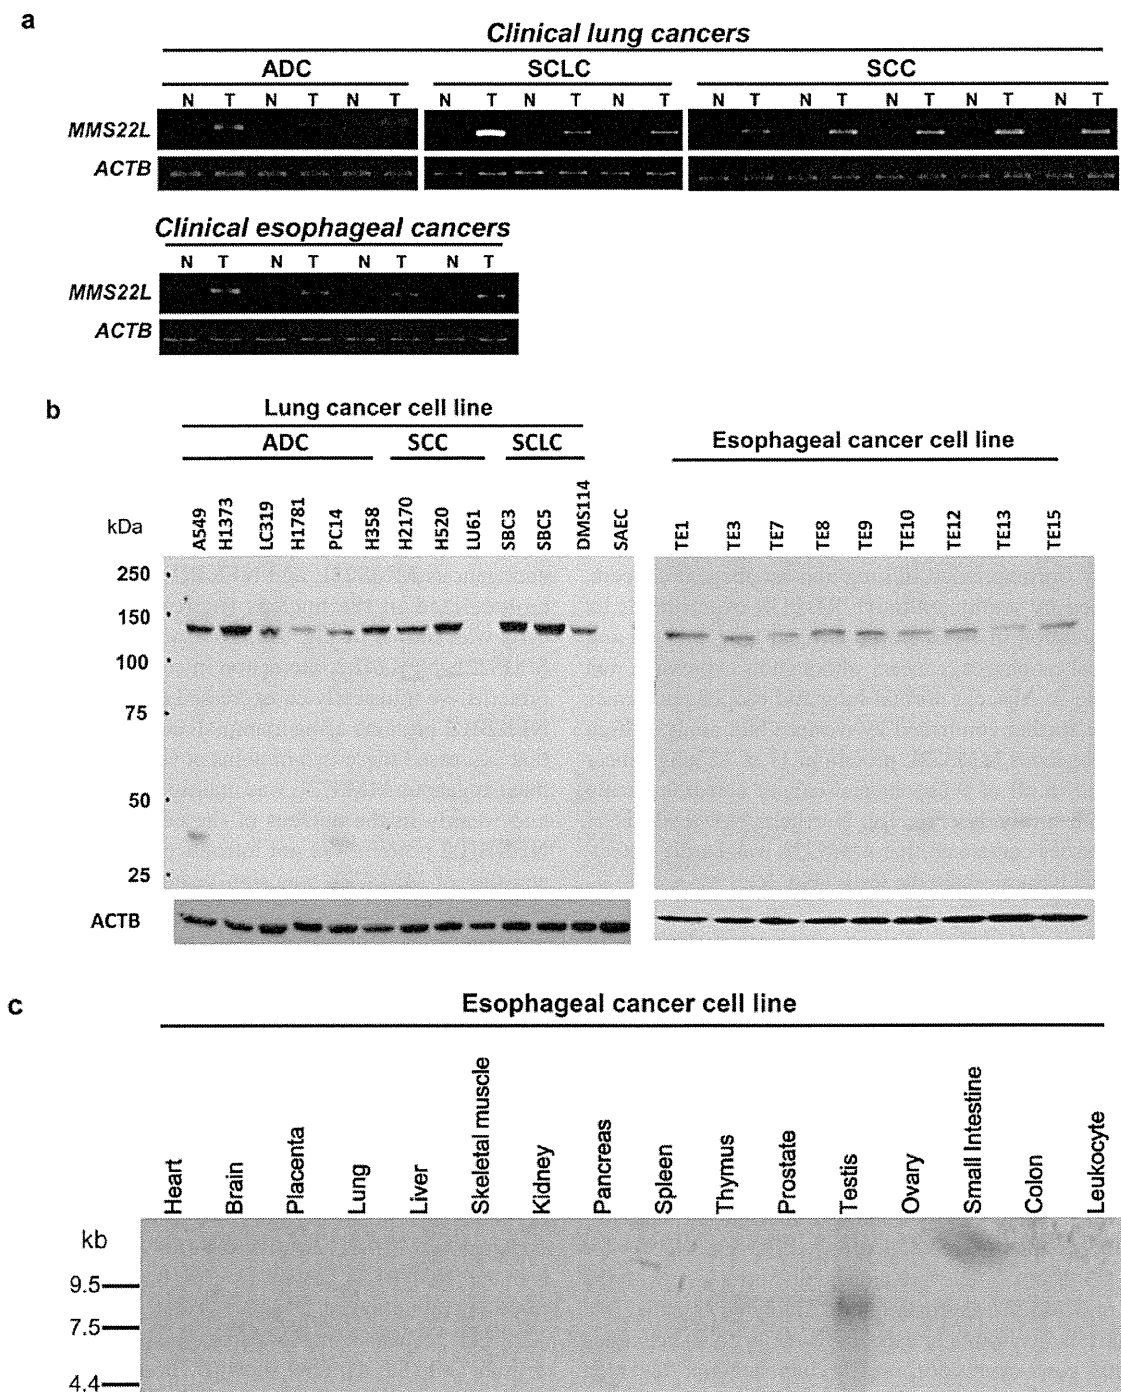 a
Clinical lung cancers
ADC SCLC SCC
N T N T N T N T N T N T N T N T N T N T N T
MMS22L
ACTB
Clinical esophageal cancers
N T N T N T N T
MMS22L
ACTB
b
Lung cancer cell line
ADC SCC SCLC
Esophageal cancer cell line
kDa
A549 H1373 LC319 H1781 PC14 H358 H2170 H520 LU61 SBC3 SBC5 DMS114 SAEC
TE1 TE3 TE7 TE8 TE9 TE10 TE12 TE13 TE15
250
150
100
75
50
25
ACTB
c
Esophageal cancer cell line
Heart Brain Placenta Lung Liver Skeletal muscle Kidney Pancreas Spleen Thymus Prostate Testis Ovary Small Intestine Colon Leukocyte
kb
9.5
7.5
4.4